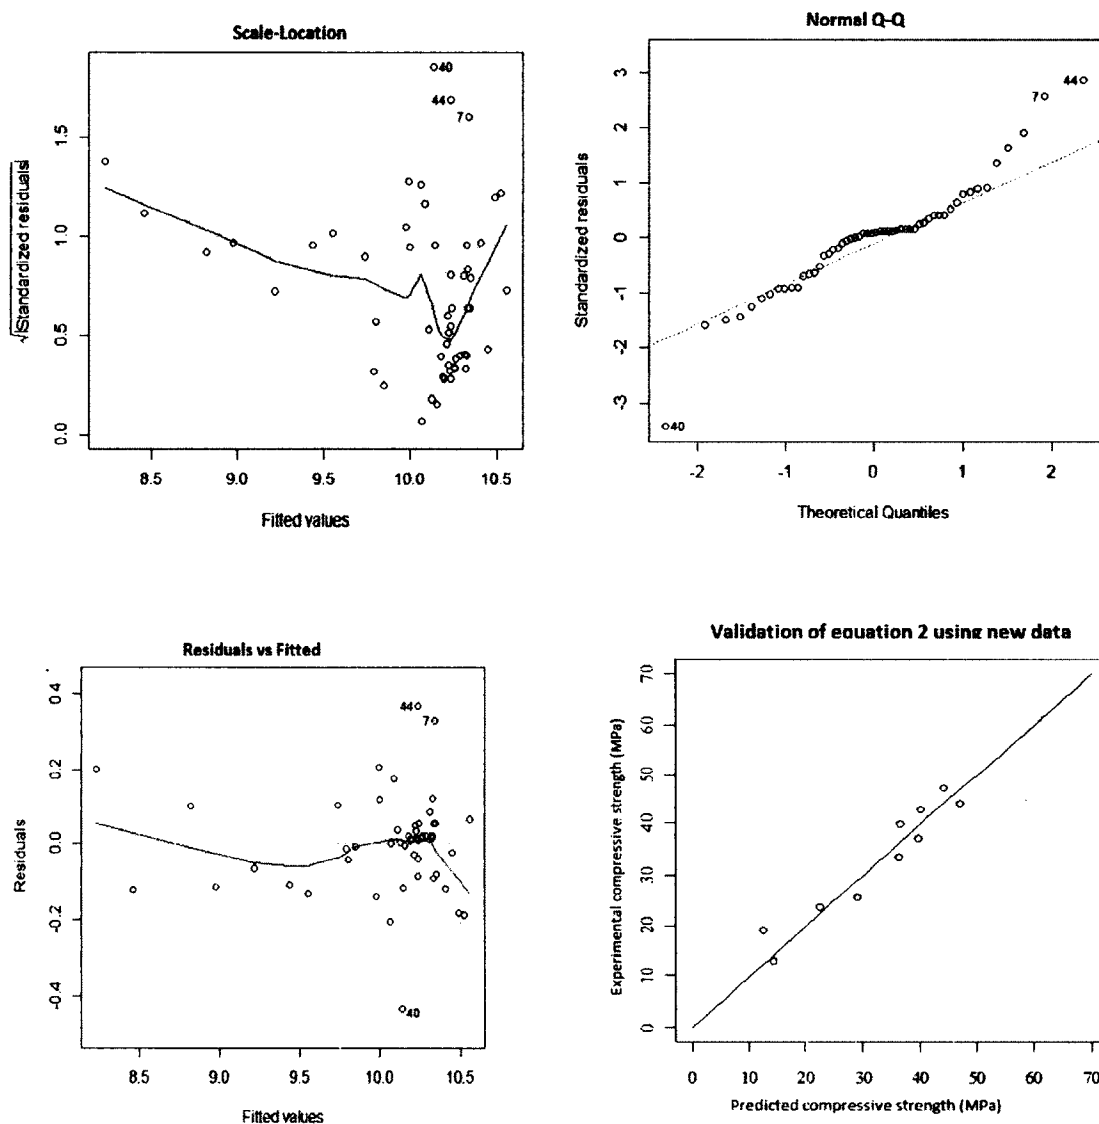 Scale-Location
√|Standardized residuals|
1.5
1.0
0.5
0.0
40
44
7
8.5 9.0 9.5 10.0 10.5
Fitted values
Normal Q-Q
Standardized residuals
3
2
1
0
-1
-2
-3
44
7
40
-2 -1 0 1 2
Theoretical Quantiles
Residuals vs Fitted
Residuals
0.4
0.2
0.0
-0.2
-0.4
44
7
40
8.5 9.0 9.5 10.0 10.5
Fitted values
Validation of equation 2 using new data
Experimental compressive strength (MPa)
70
60
50
40
30
20
10
0
0 10 20 30 40 50 60 70
Predicted compressive strength (MPa)